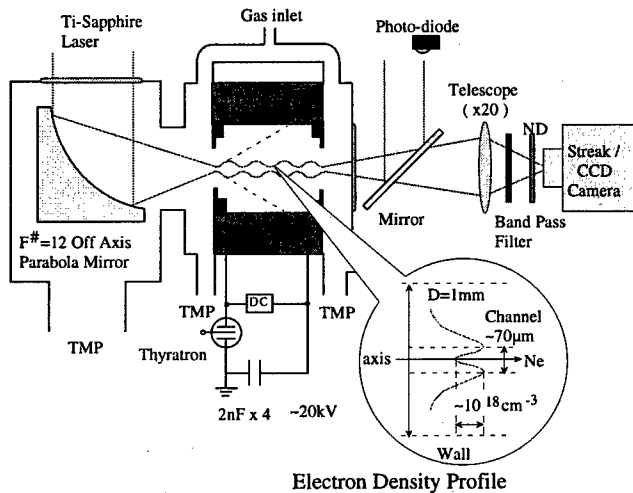 Ti-Sapphire
Laser
Gas inlet
Photo-diode
Telescope
( x20)
ND
Streak /
CCD
Camera
Mirror
Band Pass
Filter
F#=12 Off Axis
Parabola Mirror
TMP
TMP
DC
TMP
Thyratron
2nF x 4 ~20kV
D=1mm
Channel
~70μm
axis
Ne
~10 18cm -3
Wall
Electron Density Profile